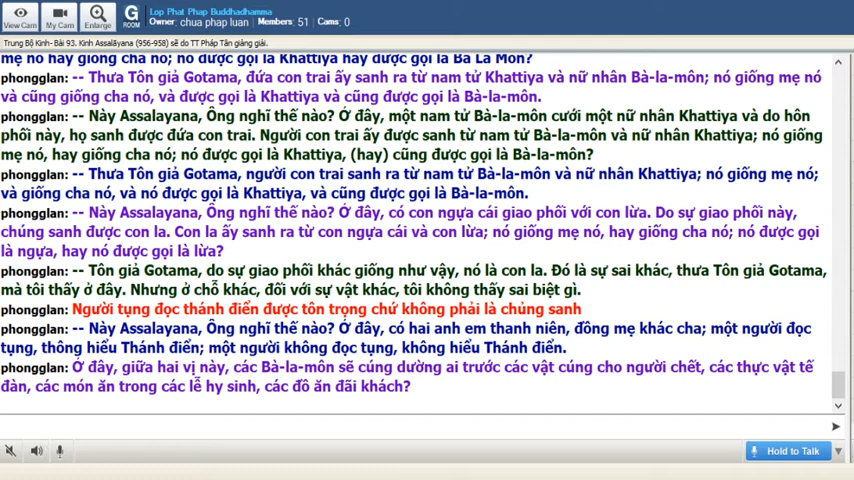 Lop Phat Phap Buddhadhamma
Owner: chua phap luan Members: 51 Cams: 0
View Cam
My Cam
Enlarge
G
ROOM
Trung Bộ Kinh- Bài 93. Kinh Assalãyana (956-958) sẽ do TT Pháp Tân giảng giải.
mẹ nó hay giống cha nó; nó được gọi là Khattiya hay được gọi là Bà La Môn?
phongglan: -- Thưa Tôn giả Gotama, đứa con trai ấy sanh ra từ nam tử Khattiya và nữ nhân Bà-la-môn; nó giống mẹ nó
và cũng giống cha nó, và được gọi là Khattiya và cũng được gọi là Bà-la-môn.
phongglan: -- Này Assalayana, Ông nghĩ thế nào? Ở đây, một nam tử Bà-la-môn cưới một nữ nhân Khattiya và do hôn
phối này, họ sanh được đứa con trai. Người con trai ấy được sanh từ nam tử Bà-la-môn và nữ nhân Khattiya; nó giống
mẹ nó, hay giống cha nó; nó được gọi là Khattiya, (hay) cũng được gọi là Bà-la-môn?
phongglan: -- Thưa Tôn giả Gotama, người con trai sanh ra từ nam tử Bà-la-môn và nữ nhân Khattiya; nó giống mẹ nó;
và giống cha nó, và nó được gọi là Khattiya, và cũng được gọi là Bà-la-môn.
phongglan: -- Này Assalayana, Ông nghĩ thế nào? Ở đây, có con ngựa cái giao phối với con lừa. Do sự giao phối này,
chúng sanh được con la. Con la ấy sanh ra từ con ngựa cái và con lừa; nó giống mẹ nó, hay giống cha nó; nó được gọi
là ngựa, hay nó được gọi là lừa?
phongglan: -- Tôn giả Gotama, do sự giao phối khác giống như vậy, nó là con la. Đó là sự sai khác, thưa Tôn giả Gotama,
mà tôi thấy ở đây. Nhưng ở chỗ khác, đối với sự vật khác, tôi không thấy sai biệt gì.
phongglan: Người tụng đọc thánh điển được tôn trọng chứ không phải là chủng sanh
phongglan: -- Này Assalayana, Ông nghĩ thế nào? Ở đây, có hai anh em thanh niên, đồng mẹ khác cha; một người đọc
tụng, thông hiểu Thánh điển; một người không đọc tụng, không hiểu Thánh điển.
phongglan: Ở đây, giữa hai vị này, các Bà-la-môn sẽ cúng dường ai trước các vật cúng cho người chết, các thực vật tế
đàn, các món ăn trong các lễ hy sinh, các đồ ăn đãi khách?
Hold to Talk